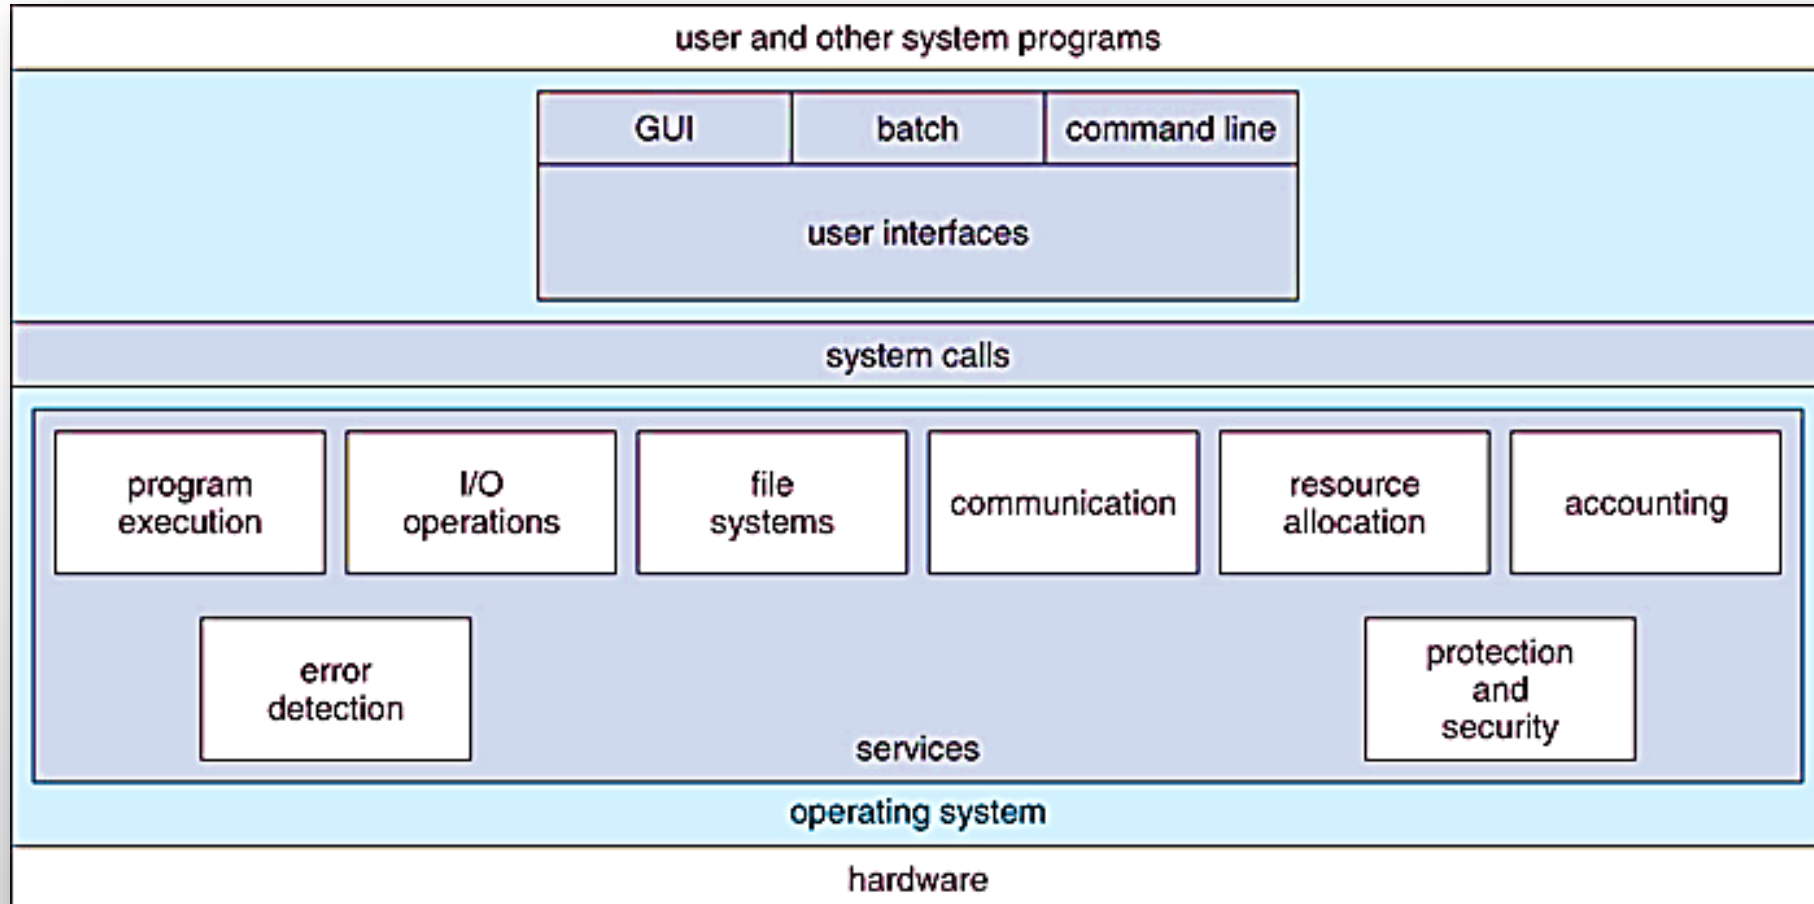 user and other system programs
GUI
batch
command line
user interfaces
system calls
program
execution
I/O
operations
file
systems
communication
resource
allocation
accounting
error
detection
protection
and
security
services
operating system
hardware